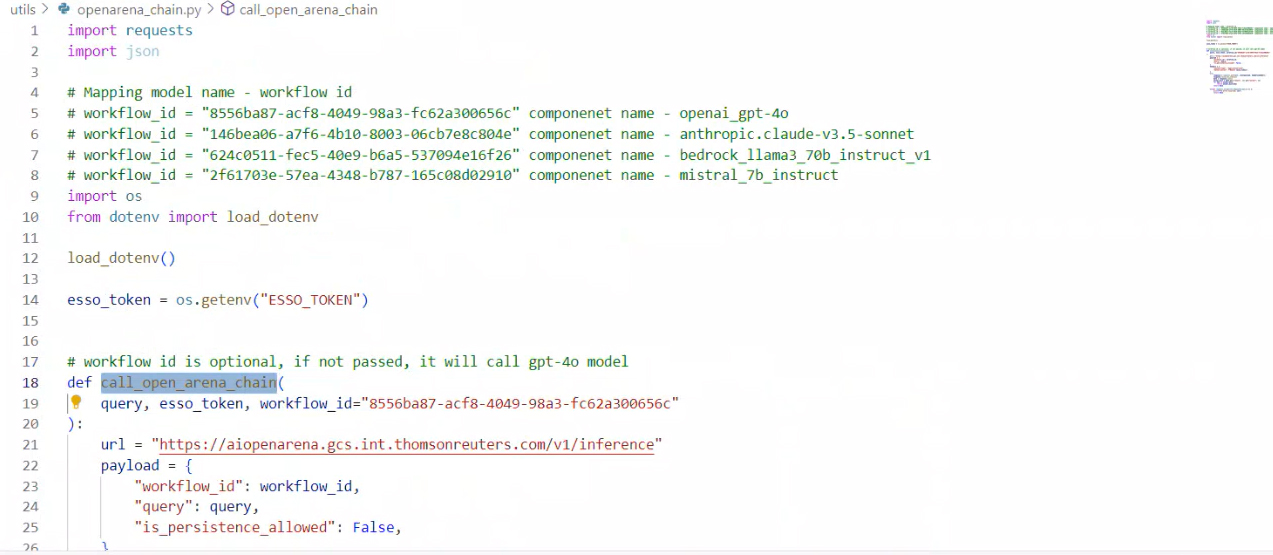 utils > openarena_chain.py > call_open_arena_chain
1 import requests
2 import json
3
4 # Mapping model name - workflow id
5 # workflow_id = "8556ba87-acf8-4049-98a3-fc62a300656c" componenet name - openai_gpt-4o
6 # workflow_id = "146bea06-a7f6-4b10-8003-06cb7e8c804e" componenet name - anthropic.claude-v3.5-sonnet
7 # workflow_id = "624c0511-fec5-40e9-b6a5-537094e16f26" componenet name - bedrock_llama3_70b_instruct_v1
8 # workflow_id = "2f61703e-57ea-4348-b787-165c08d02910" componenet name - mistral_7b_instruct
9 import os
10 from dotenv import load_dotenv
11
12 load_dotenv()
13
14 esso_token = os.getenv("ESSO_TOKEN")
15
16
17 # workflow id is optional, if not passed, it will call gpt-4o model
18 def call_open_arena_chain(
19 query, esso_token, workflow_id="8556ba87-acf8-4049-98a3-fc62a300656c"
20 ):
21 url = "https://aiopenarena.gcs.int.thomsonreuters.com/v1/inference"
22 payload = {
23 "workflow_id": workflow_id,
24 "query": query,
25 "is_persistence_allowed": False,
26 }